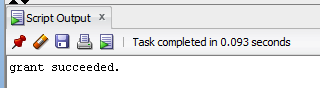 Script Output
Task completed in 0.093 seconds
grant succeeded.